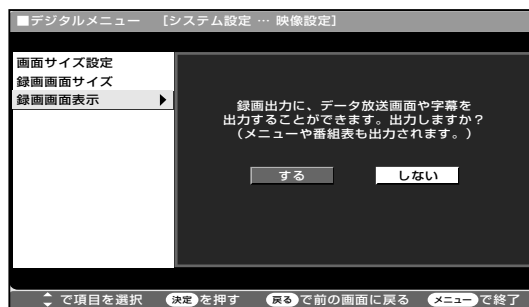 ■デジタルメニュー [システム設定 … 映像設定]
画面サイズ設定
録画画面サイズ
録画画面表示
録画出力に、データ放送画面や字幕を
出力することができます。出力しますか？
（メニューや番組表も出力されます。）
する しない
で項目を選択 決定を押す 戻るで前の画面に戻る メニューで終了